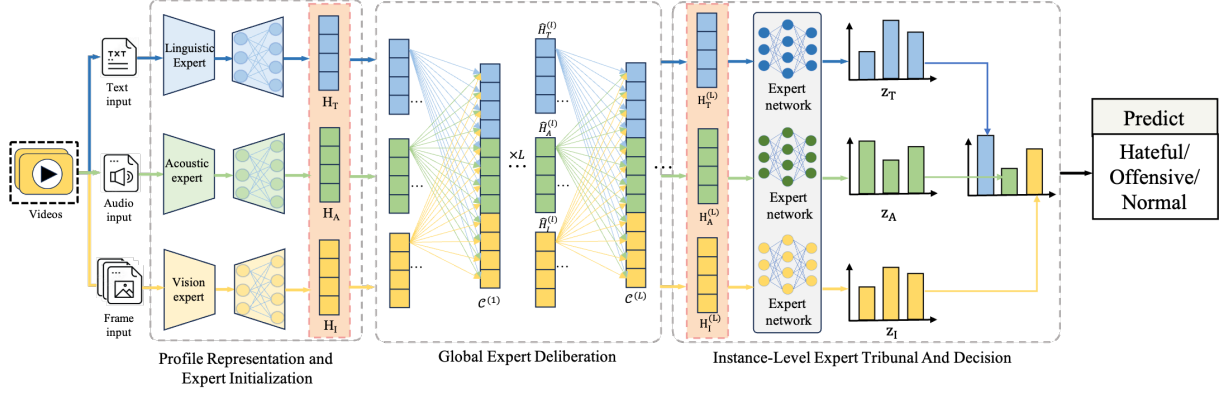 Videos
TXT
Text
input
Audio
input
Frame
input
Linguistic
Expert
Acoustic
expert
Vision
expert
H_T
H_A
H_I
Profile Representation and
Expert Initialization
...
...
...
𝒞^(1)
×L
...
Ĥ_T^(l)
Ĥ_A^(l)
Ĥ_I^(l)
...
...
...
𝒞^(L)
...
Global Expert Deliberation
H_T^(L)
H_A^(L)
H_I^(L)
Expert
network
Expert
network
Expert
network
z_T
z_A
z_I
Instance-Level Expert Tribunal And Decision
Predict
Hateful/
Offensive/
Normal